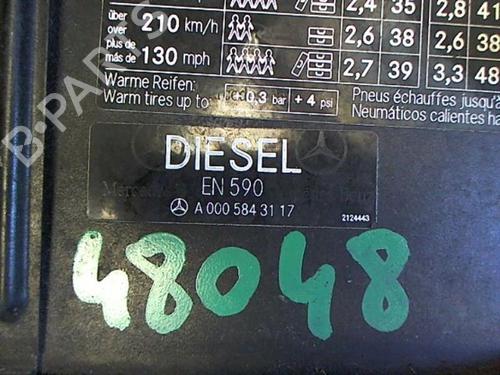 über
over
plus de
más de
210 km/h
130 mph
2,4 35 2,8 41
2,6 38 2,6 38
2,7 39 3,3 48
Warme Reifen:
Warm tires up to:
+0,3 bar
+ 4 psi
Pneus échauffes jusqu'
Neumáticos calientes ha
DIESEL
EN 590
A 000 584 31 17
2124443
48048
B-PARTS